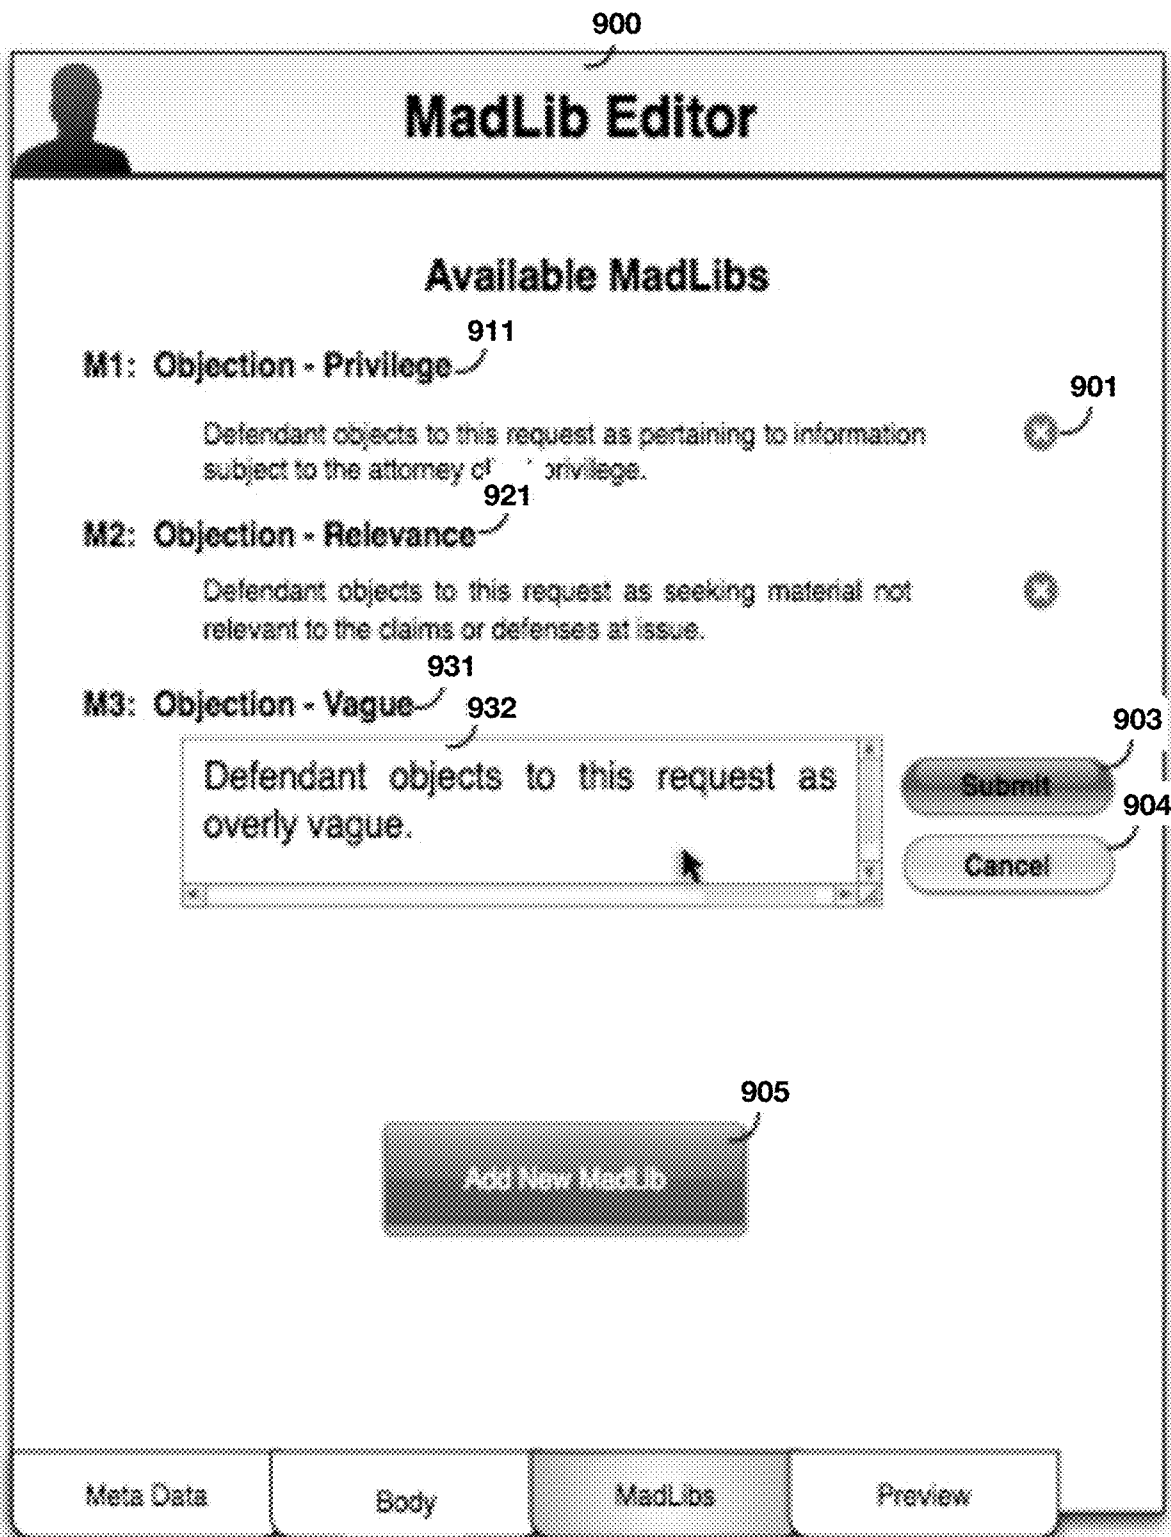 900
MadLib Editor
Available MadLibs
911
M1: Objection - Privilege
901
Defendant objects to this request as pertaining to information
subject to the attorney privilege.
921
M2: Objection - Relevance
Defendant objects to this request as seeking material not
relevant to the claims or defenses at issue.
931
M3: Objection - Vague
932
903
Defendant objects to this request as
overly vague.
Submit
904
Cancel
905
Add New MadLib
Meta Data
Body
MadLibs
Preview